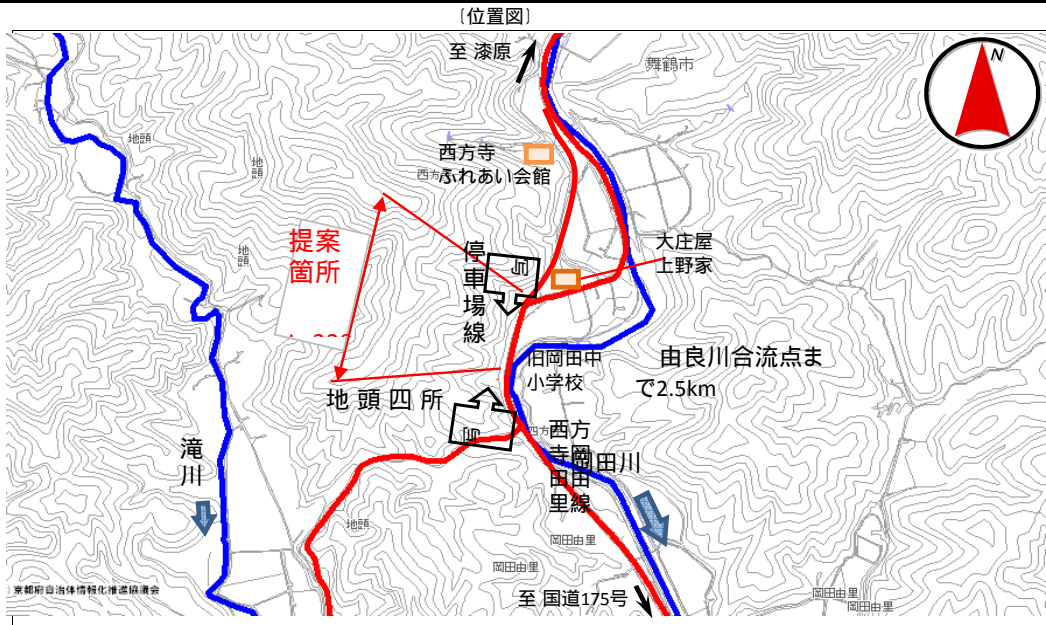 ［位置図］
至 漆原
舞鶴市
N
地頭
地頭
西方寺
ふれあい会館
提案
箇所
地頭
停車場線
写
大庄屋
上野家
由良川合流点ま
で2.5km
旧岡田中
小学校
地頭四所
写
滝川
西方寺岡田由里線
岡田川
地頭
岡田由里
岡田由里
岡田由里
岡田由里
至 国道175号
京都府自治体情報化推進協議会